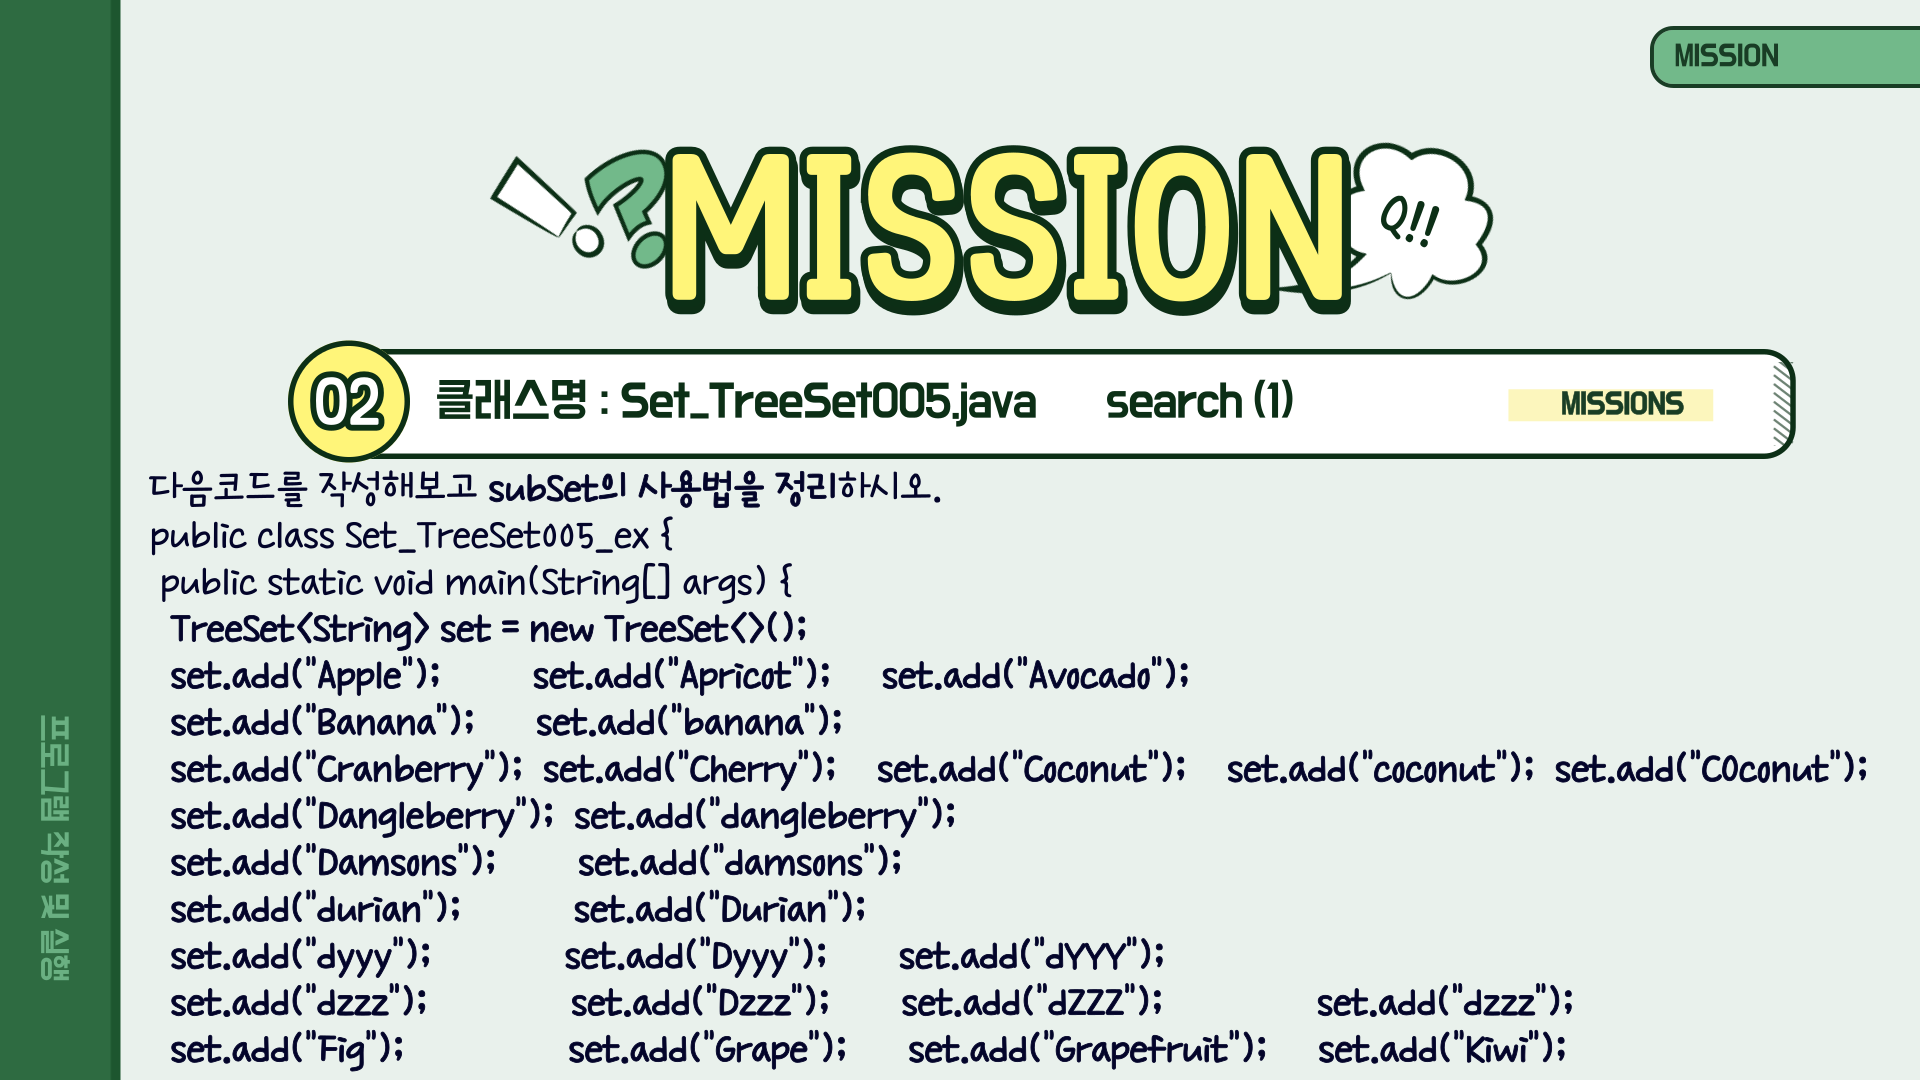 MISSION
MISSION
Q!!
02 클래스명 : Set_TreeSet005.java search (1) MISSIONS
다음코드를 작성해보고 subSet의 사용법을 정리하시오.
public class Set_TreeSet005_ex {
public static void main(String[] args) {
TreeSet<String> set = new TreeSet<>();
set.add("Apple"); set.add("Apricot"); set.add("Avocado");
set.add("Banana"); set.add("banana");
set.add("Cranberry"); set.add("Cherry"); set.add("Coconut"); set.add("coconut"); set.add("COconut");
set.add("Dangleberry"); set.add("dangleberry");
set.add("Damsons"); set.add("damsons");
set.add("durian"); set.add("Durian");
set.add("dyyy"); set.add("Dyyy"); set.add("dYYY");
set.add("dzzz"); set.add("Dzzz"); set.add("dZZZ"); set.add("dzzz");
set.add("Fig"); set.add("Grape"); set.add("Grapefruit"); set.add("Kiwi");
프로그램 작성 및 실행